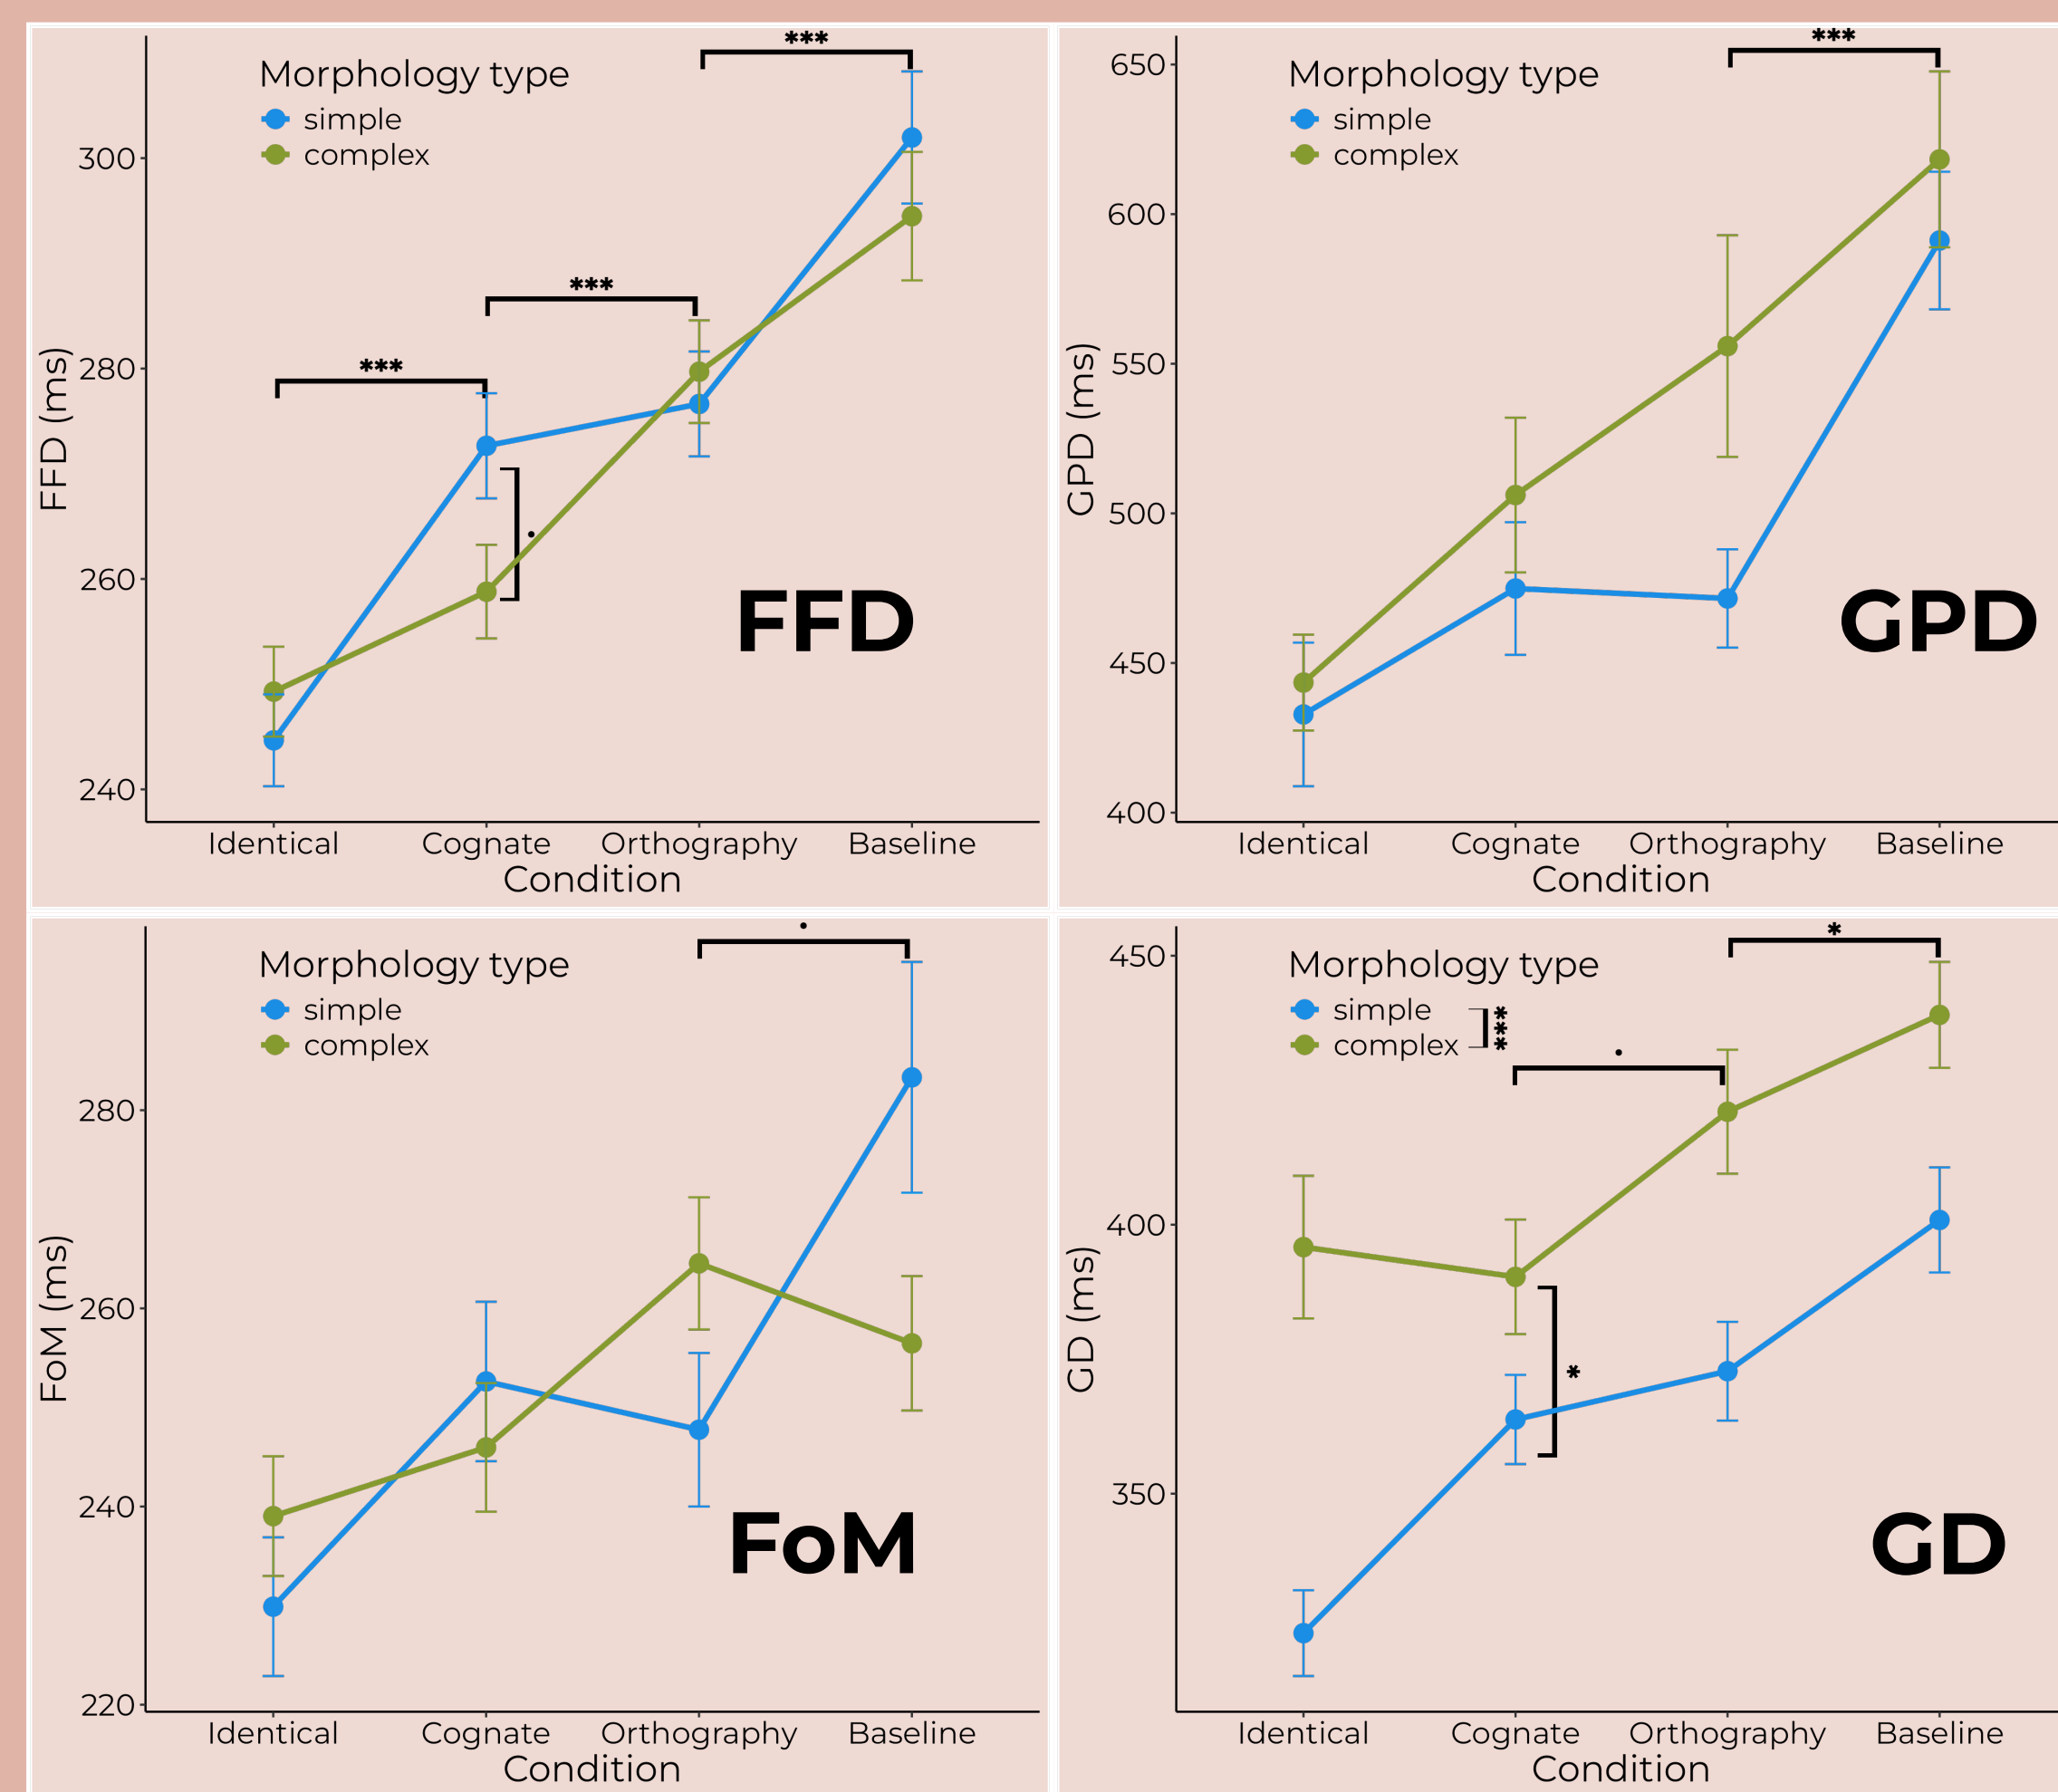 ***
Morphology type
simple
complex
300
***
280
***
FFD (ms)
.
260
FFD
240
Identical Cognate Orthography Baseline
Condition
***
650
Morphology type
simple
complex
600
550
GPD (ms)
500
GPD
450
400
Identical Cognate Orthography Baseline
Condition
.
Morphology type
simple
complex
280
260
FoM (ms)
240
FoM
220
Identical Cognate Orthography Baseline
Condition
*
450
Morphology type
simple
complex
***
.
400
GD (ms)
*
350
GD
Identical Cognate Orthography Baseline
Condition